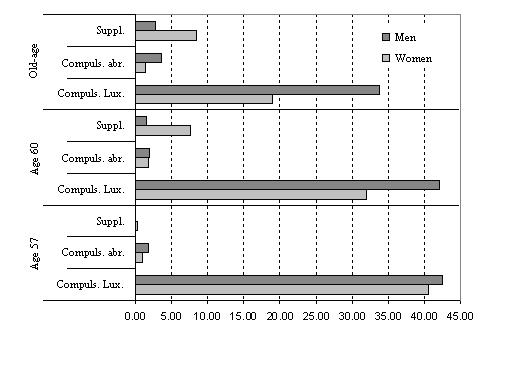 Old-age
Suppl.
Compuls. abr.
Compuls. Lux.
Men
Women
Age 60
Suppl.
Compuls. abr.
Compuls. Lux.
Age 57
Suppl.
Compuls. abr.
Compuls. Lux.
0.00 5.00 10.00 15.00 20.00 25.00 30.00 35.00 40.00 45.00